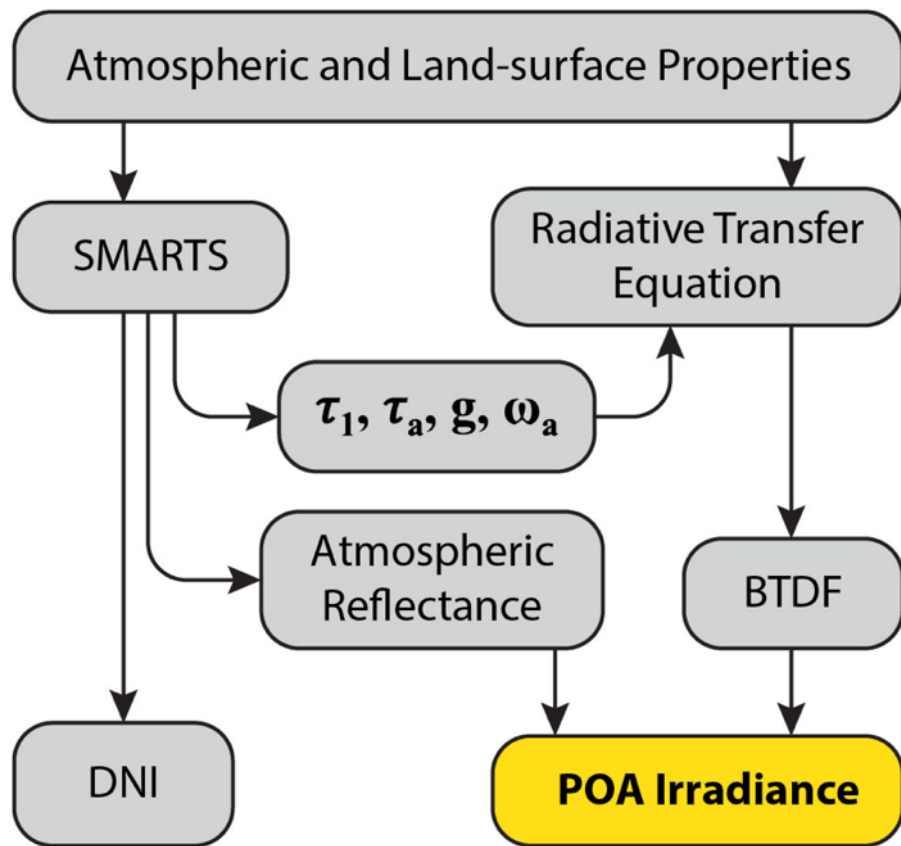 Atmospheric and Land-surface Properties
SMARTS
Radiative Transfer
Equation
τ₁, τₐ, g, ωₐ
Atmospheric
Reflectance
BTDF
DNI
POA Irradiance